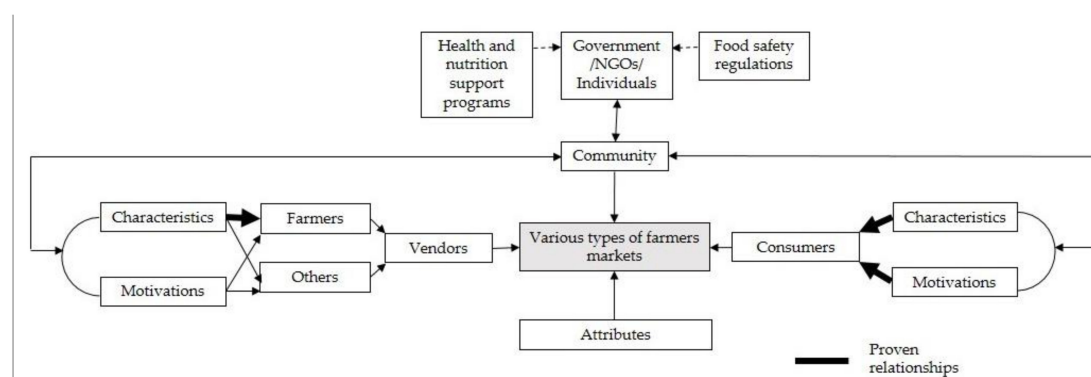 Health and
nutrition
support
programs
Government
/NGOs/
Individuals
Food safety
regulations
Community
Characteristics
Farmers
Motivations
Others
Vendors
Various types of farmers
markets
Consumers
Characteristics
Motivations
Attributes
Proven
relationships